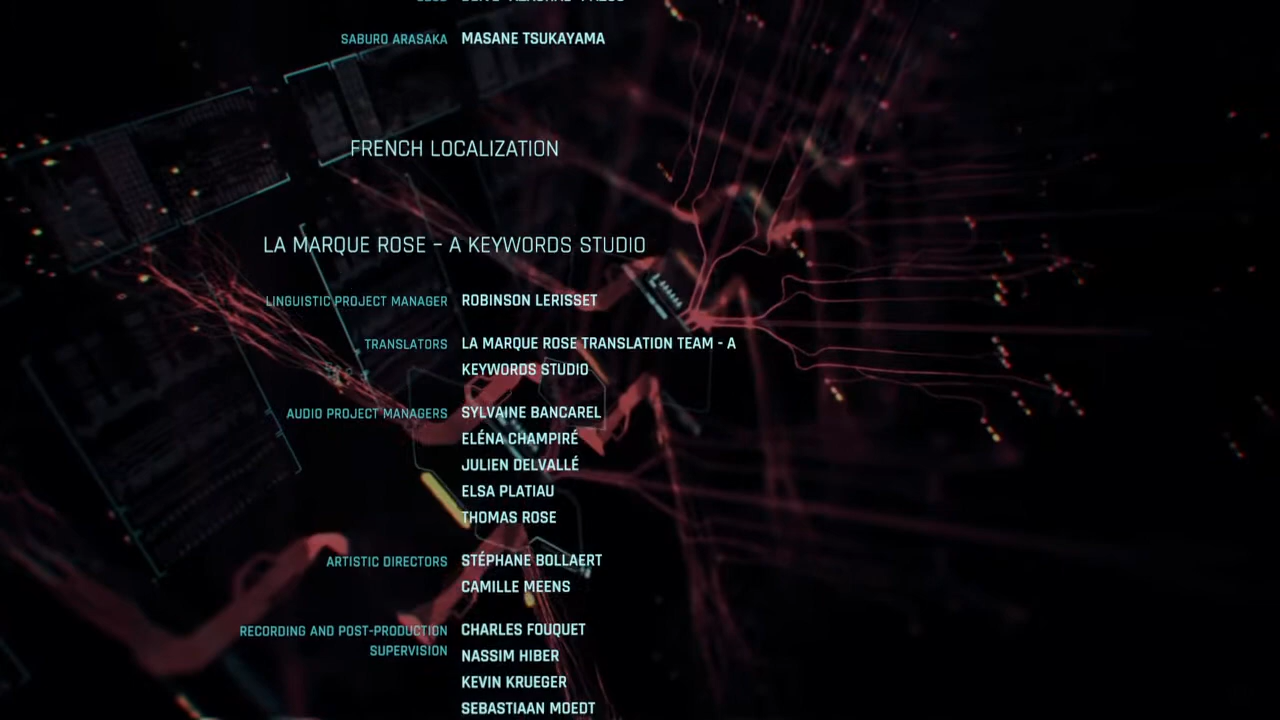 SABURO ARASAKA MASANE TSUKAYAMA
FRENCH LOCALIZATION
LA MARQUE ROSE – A KEYWORDS STUDIO
LINGUISTIC PROJECT MANAGER ROBINSON LERISSET
TRANSLATORS LA MARQUE ROSE TRANSLATION TEAM - A
KEYWORDS STUDIO
AUDIO PROJECT MANAGERS SYLVAINE BANCAREL
ELÉNA CHAMPIRÉ
JULIEN DELVALLÉ
ELSA PLATIAU
THOMAS ROSE
ARTISTIC DIRECTORS STÉPHANE BOLLAERT
CAMILLE MEENS
RECORDING AND POST-PRODUCTION CHARLES FOUQUET
SUPERVISION NASSIM HIBER
KEVIN KRUEGER
SEBASTIAAN MOEDT